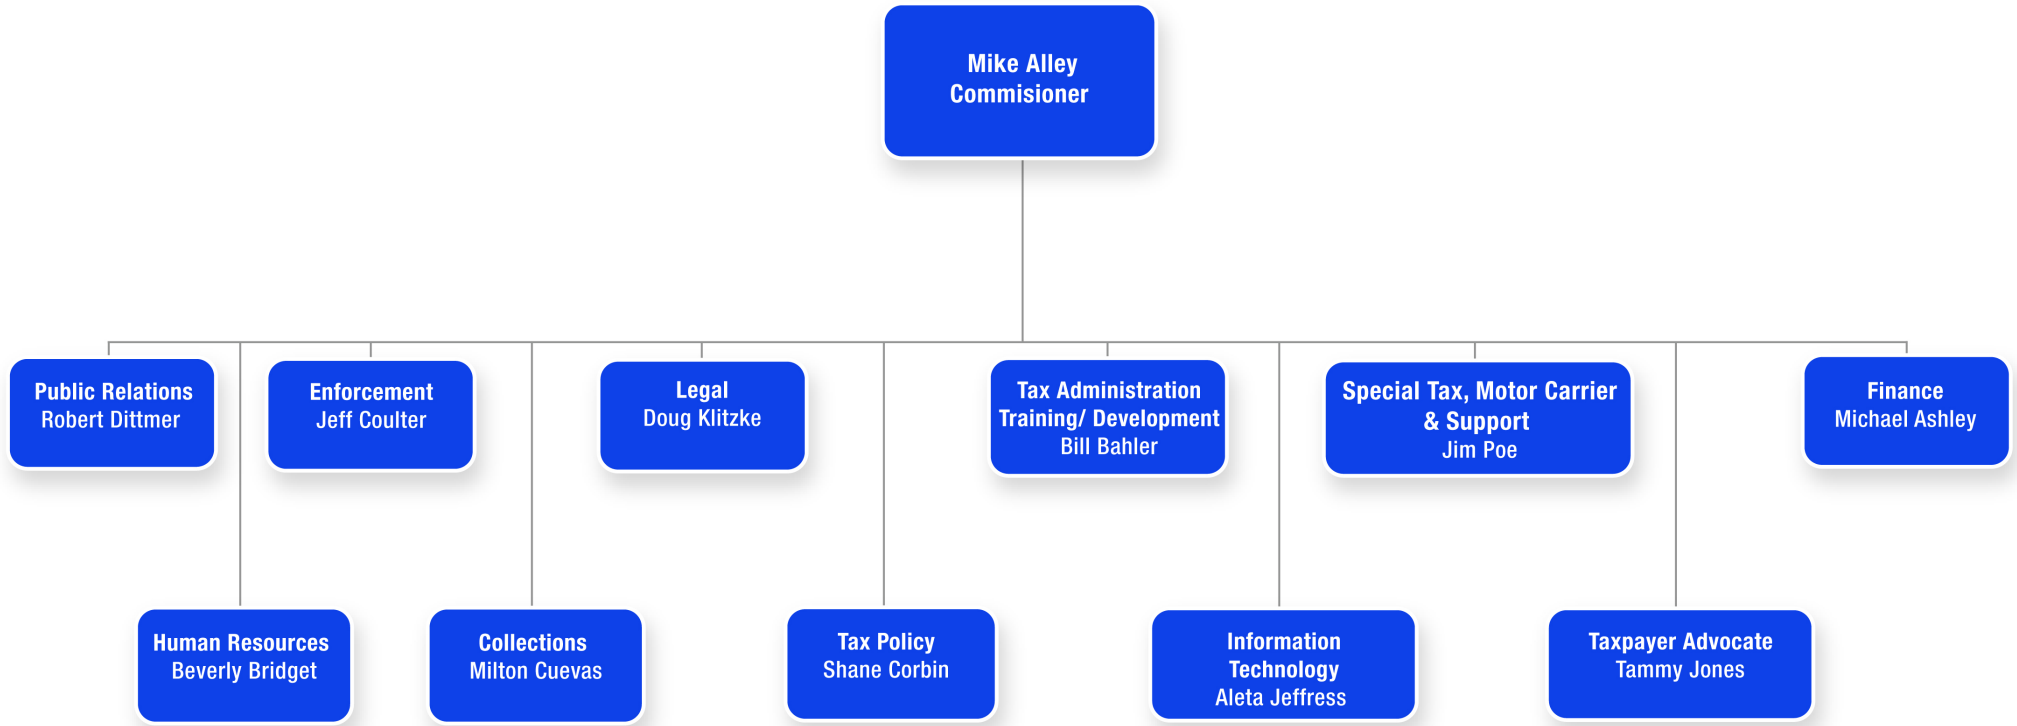 Mike Alley
Commisioner
Public Relations
Robert Dittmer
Enforcement
Jeff Coulter
Legal
Doug Klitzke
Tax Administration
Training/ Development
Bill Bahler
Special Tax, Motor Carrier
& Support
Jim Poe
Finance
Michael Ashley
Human Resources
Beverly Bridget
Collections
Milton Cuevas
Tax Policy
Shane Corbin
Information
Technology
Aleta Jeffress
Taxpayer Advocate
Tammy Jones